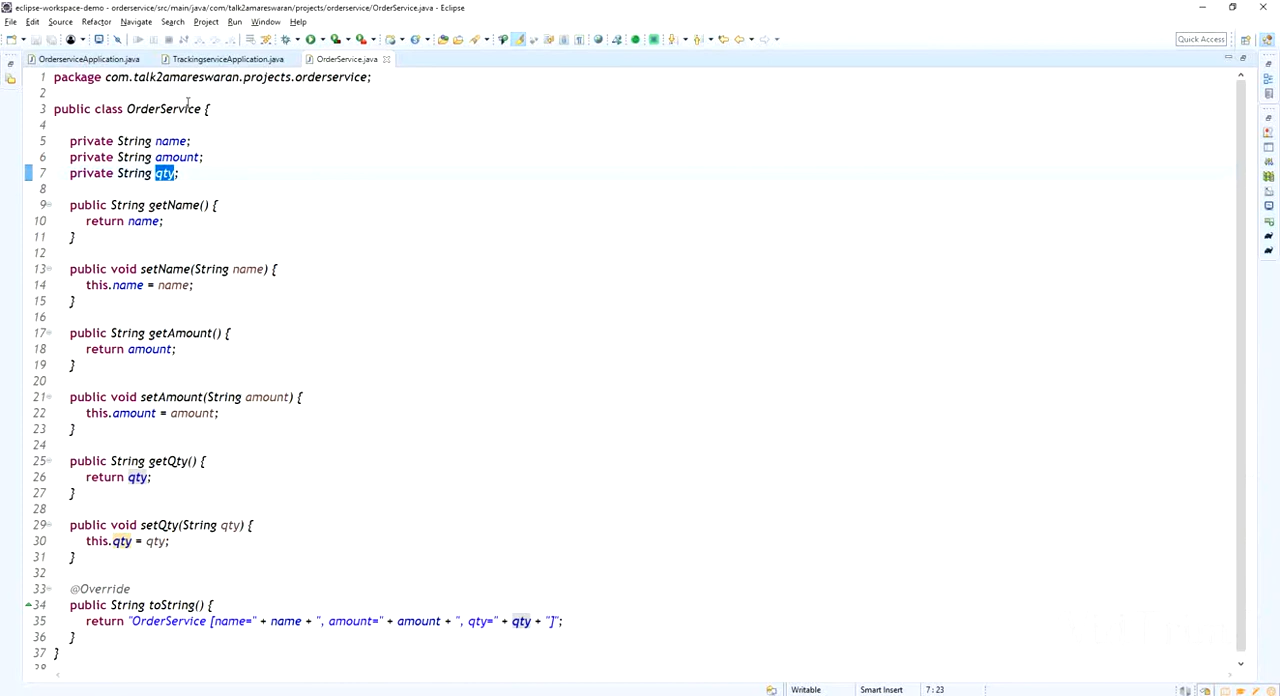 eclipse-workspace-demo - orderservice/src/main/java/com/talk2amareswaran/projects/orderservice/OrderService.java - Eclipse
File Edit Source Refactor Navigate Search Project Run Window Help
Quick Access
OrderserviceApplication.java TrackingserviceApplication.java OrderService.java
1 package com.talk2amareswaran.projects.orderservice;
2
3 public class OrderService {
4
5 private String name;
6 private String amount;
7 private String qty;
8
9 public String getName() {
10 return name;
11 }
12
13 public void setName(String name) {
14 this.name = name;
15 }
16
17 public String getAmount() {
18 return amount;
19 }
20
21 public void setAmount(String amount) {
22 this.amount = amount;
23 }
24
25 public String getQty() {
26 return qty;
27 }
28
29 public void setQty(String qty) {
30 this.qty = qty;
31 }
32
33 @Override
34 public String toString() {
35 return "OrderService [name=" + name + ", amount=" + amount + ", qty=" + qty + "]";
36 }
37 }
38
Writable Smart Insert 7 : 23